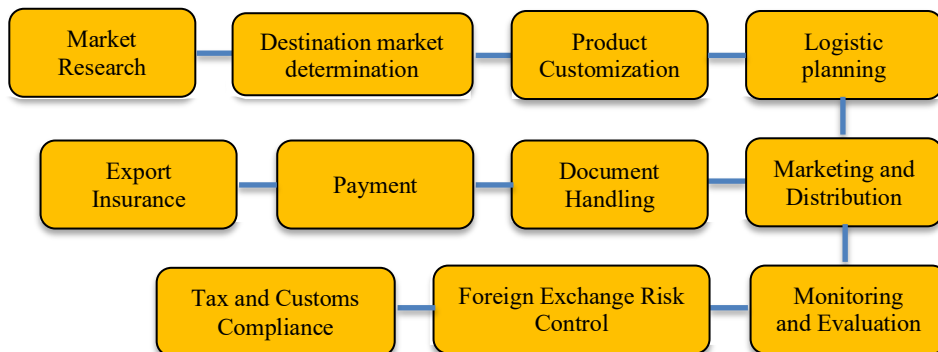 Market
Research
Destination market
determination
Product
Customization
Logistic
planning
Export
Insurance
Payment
Document
Handling
Marketing and
Distribution
Tax and Customs
Compliance
Foreign Exchange Risk
Control
Monitoring
and Evaluation